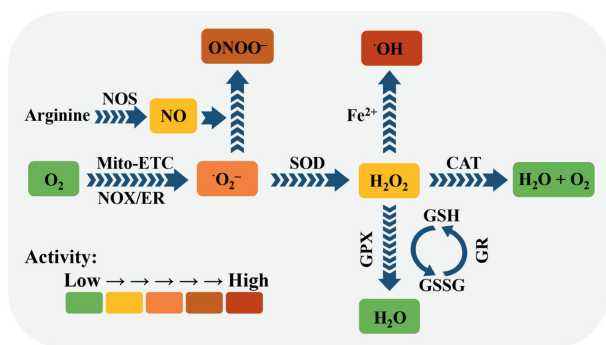 ONOO⁻
˙OH
NOS
Arginine
NO
Fe²⁺
Mito-ETC
SOD
CAT
O₂
˙O₂⁻
H₂O₂
H₂O + O₂
NOX/ER
GSH
GPX
GR
GSSG
Activity:
Low → → → → → High
H₂O